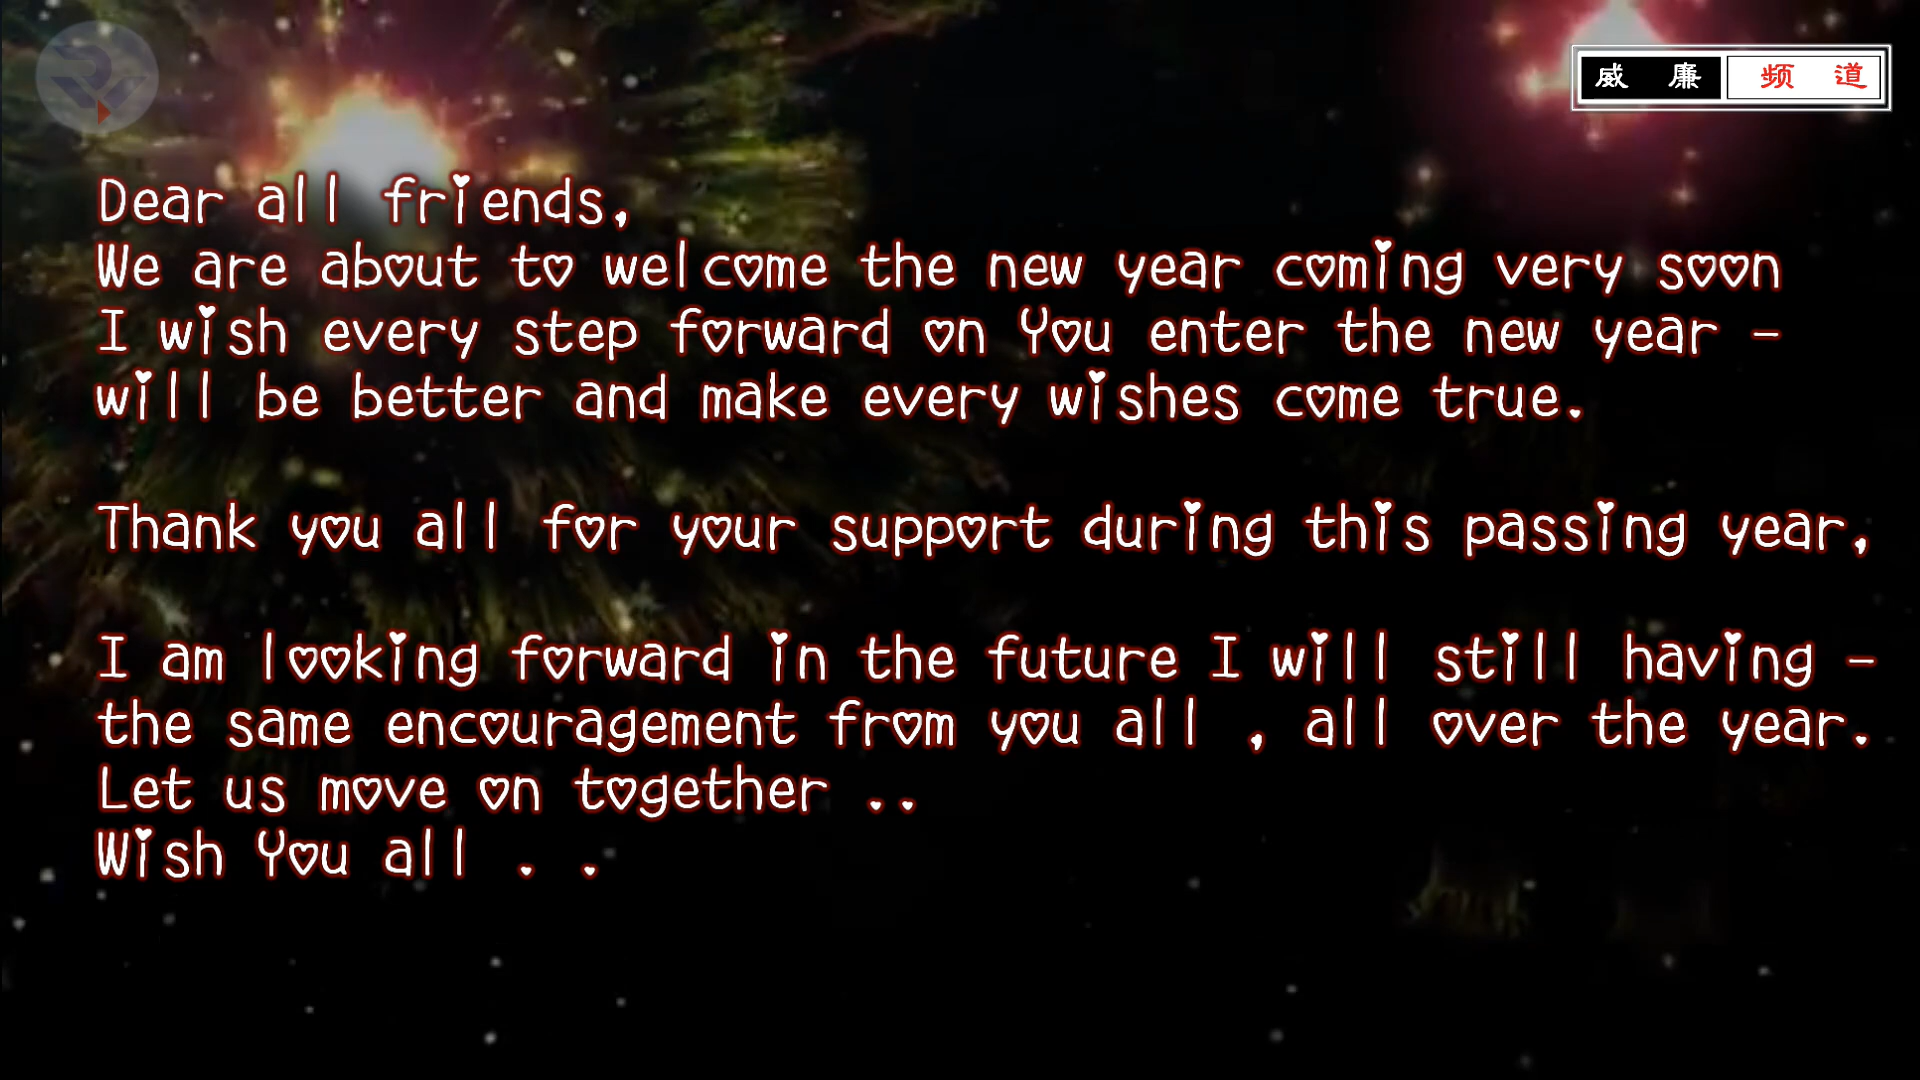 威 廉 频 道
Dear all friends,
We are about to welcome the new year coming very soon
I wish every step forward on You enter the new year -
will be better and make every wishes come true.
Thank you all for your support during this passing year,
I am looking forward in the future I will still having -
the same encouragement from you all , all over the year.
Let us move on together ..
Wish You all . .